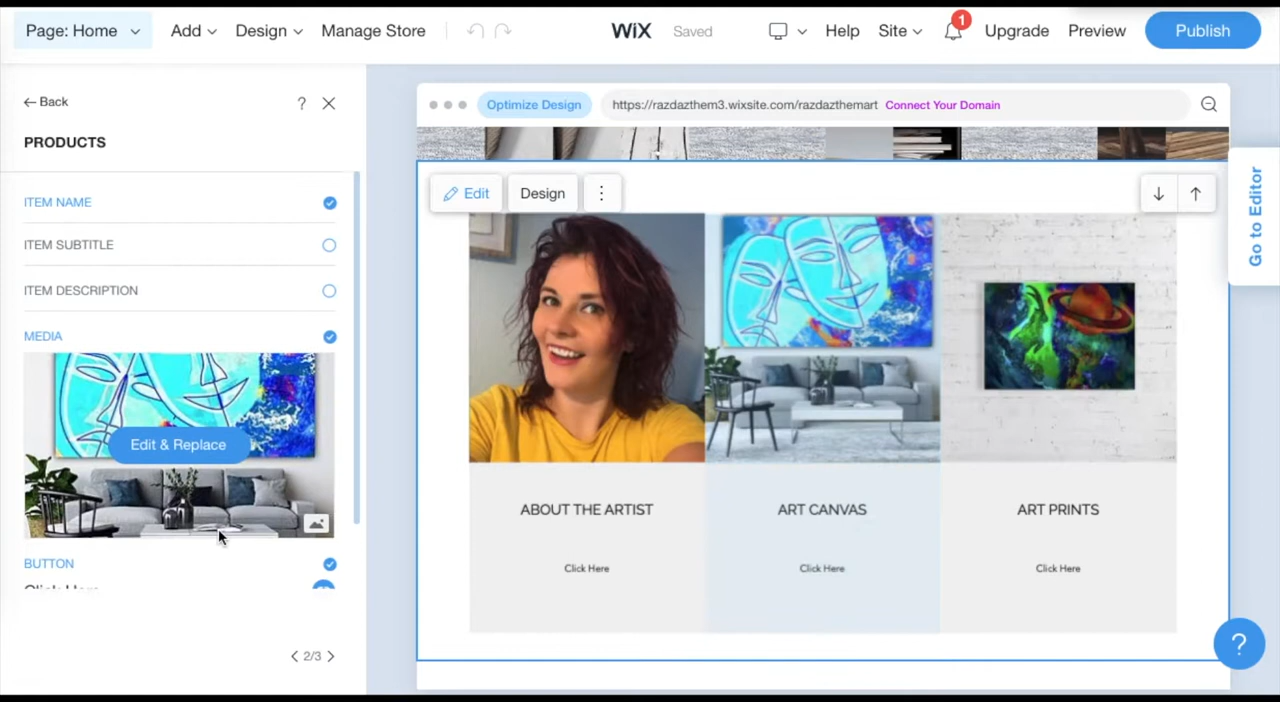 Page: Home Add Design Manage Store WiX Saved Help Site 1 Upgrade Preview Publish
Back ?
PRODUCTS
ITEM NAME
ITEM SUBTITLE
ITEM DESCRIPTION
MEDIA
Edit & Replace
BUTTON
Click Here
2/3
Optimize Design https://razdazthem3.wixsite.com/razdazthemart Connect Your Domain
Edit Design
Go to Editor
ABOUT THE ARTIST ART CANVAS ART PRINTS
Click Here Click Here Click Here
?